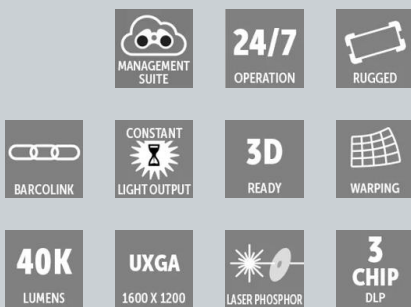 MANAGEMENT
SUITE
24/7
OPERATION
RUGGED
BARCOLINK
CONSTANT
LIGHT OUTPUT
3D
READY
WARPING
40K
LUMENS
UXGA
1600 X 1200
LASER PHOSPHOR
3
CHIP
DLP